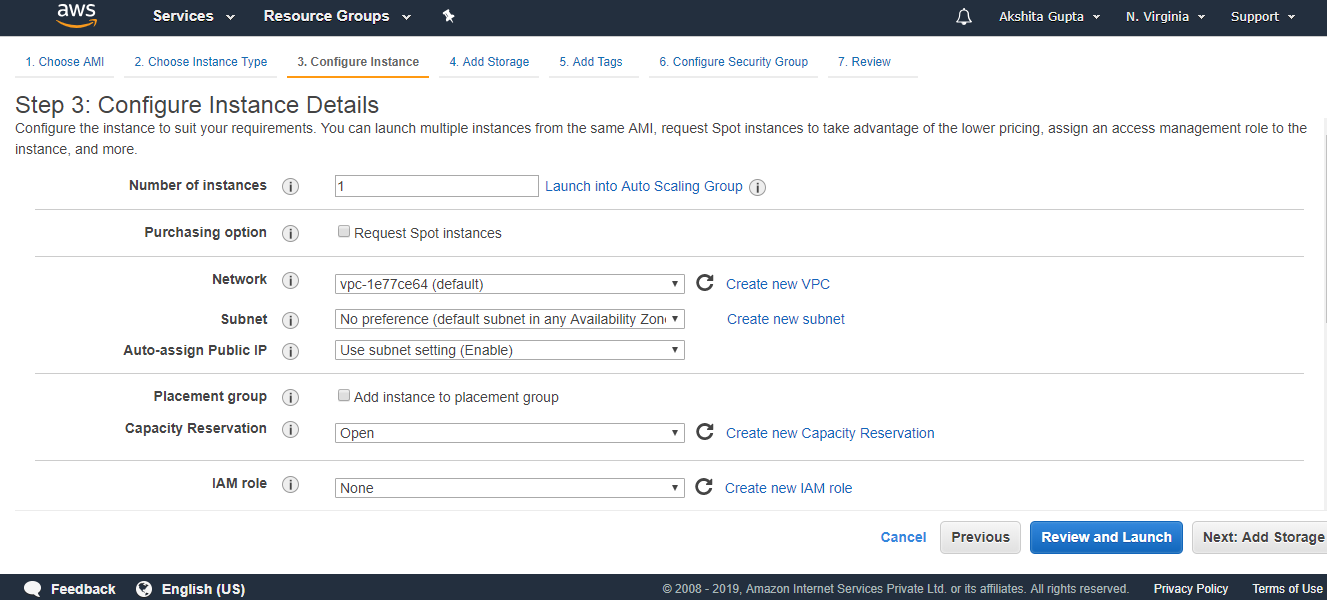 aws Services Resource Groups Akshita Gupta N. Virginia Support
1. Choose AMI 2. Choose Instance Type 3. Configure Instance 4. Add Storage 5. Add Tags 6. Configure Security Group 7. Review
Step 3: Configure Instance Details
Configure the instance to suit your requirements. You can launch multiple instances from the same AMI, request Spot instances to take advantage of the lower pricing, assign an access management role to the
instance, and more.
Number of instances i 1 Launch into Auto Scaling Group i
Purchasing option i Request Spot instances
Network i vpc-1e77ce64 (default) Create new VPC
Subnet i No preference (default subnet in any Availability Zon Create new subnet
Auto-assign Public IP i Use subnet setting (Enable)
Placement group i Add instance to placement group
Capacity Reservation i Open Create new Capacity Reservation
IAM role i None Create new IAM role
Cancel Previous Review and Launch Next: Add Storage
Feedback English (US) © 2008 - 2019, Amazon Internet Services Private Ltd. or its affiliates. All rights reserved. Privacy Policy Terms of Use